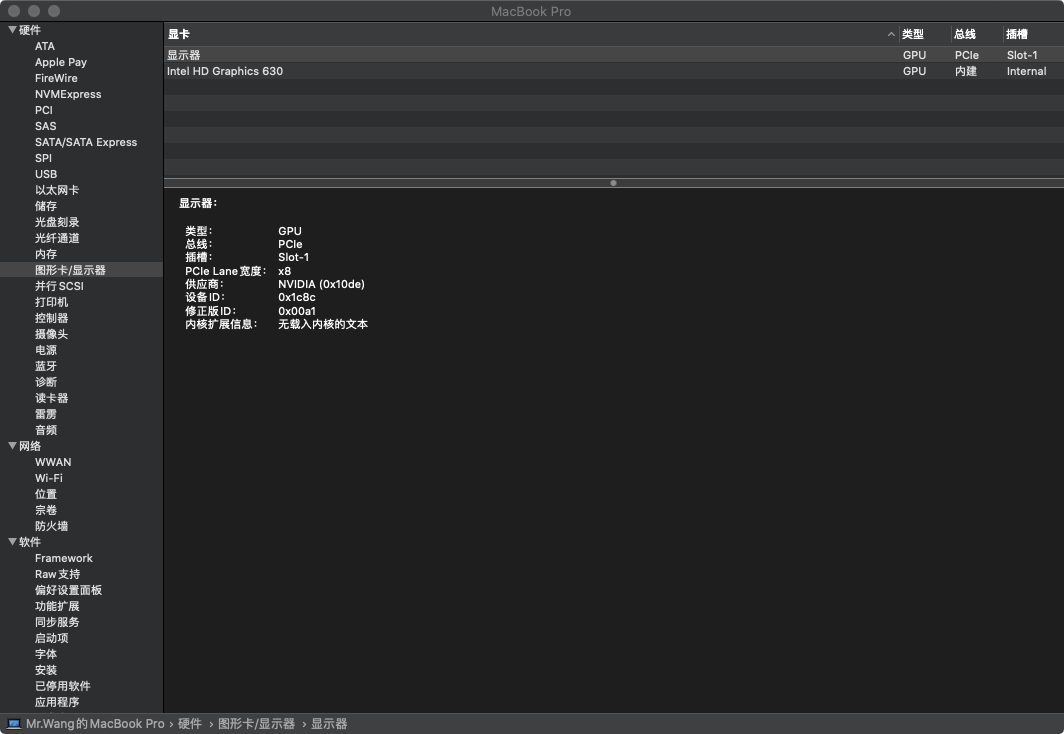 MacBook Pro
硬件
ATA
Apple Pay
FireWire
NVMExpress
PCI
SAS
SATA/SATA Express
SPI
USB
以太网卡
储存
光盘刻录
光纤通道
内存
图形卡/显示器
并行 SCSI
打印机
控制器
摄像头
电源
蓝牙
诊断
读卡器
雷雳
音频
网络
WWAN
Wi-Fi
位置
宗卷
防火墙
软件
Framework
Raw 支持
偏好设置面板
功能扩展
同步服务
启动项
字体
安装
已停用软件
应用程序
显卡 类型 总线 插槽
显示器 GPU PCIe Slot-1
Intel HD Graphics 630 GPU 内建 Internal
显示器：
类型： GPU
总线： PCIe
插槽： Slot-1
PCIe Lane 宽度： x8
供应商： NVIDIA (0x10de)
设备 ID： 0x1c8c
修正版 ID： 0x00a1
内核扩展信息： 无载入内核的文本
Mr.Wang的MacBook Pro › 硬件 › 图形卡/显示器 › 显示器